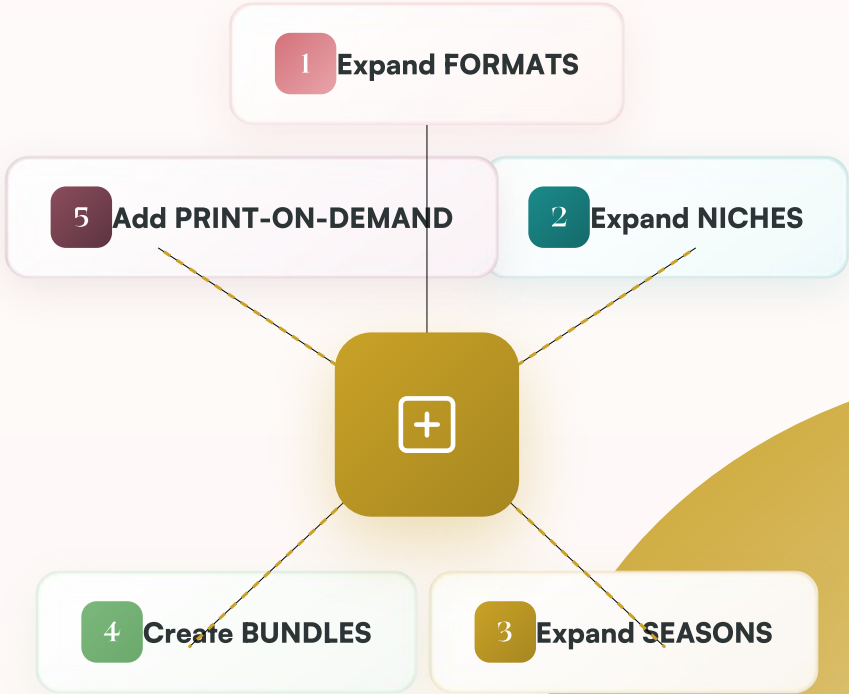 1 Expand FORMATS
5 Add PRINT-ON-DEMAND
2 Expand NICHES
4 Create BUNDLES
3 Expand SEASONS